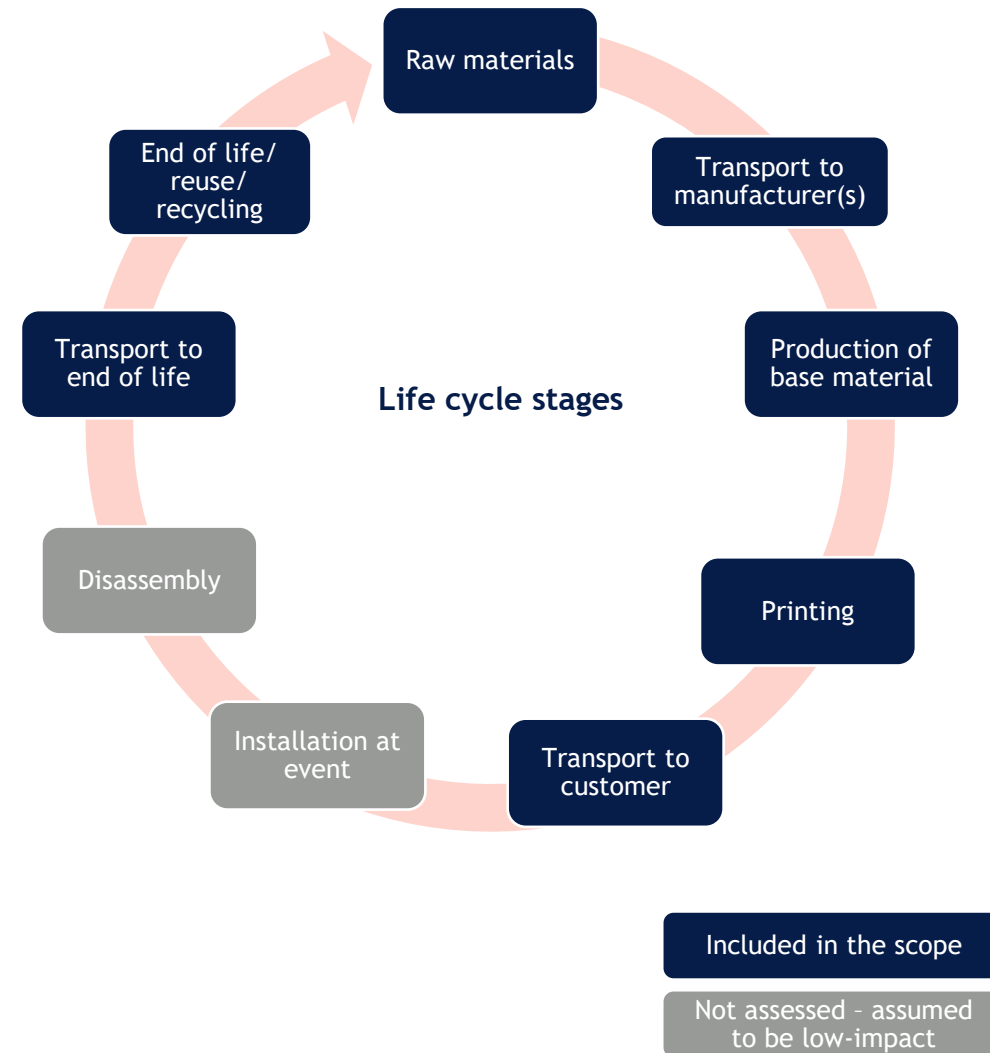 Raw materials
Transport to
manufacturer(s)
Production of
base material
Printing
Transport to
customer
Installation at
event
Disassembly
Transport to
end of life
End of life/
reuse/
recycling
Life cycle stages
Included in the scope
Not assessed – assumed
to be low-impact